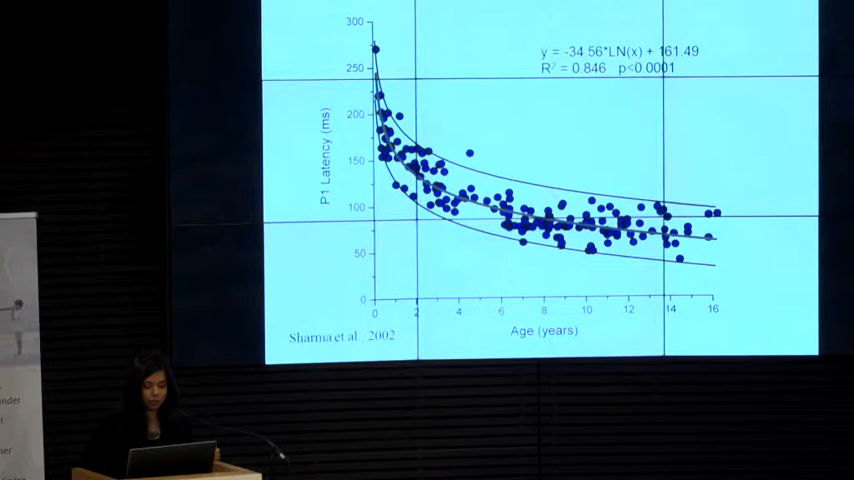 300
250
200
150
100
50
0
P1 Latency (ms)
y = -34.56*LN(x) + 161.49
R² = 0.846 p<0.0001
0 2 4 6 8 10 12 14 16
Age (years)
Sharma et al., 2002